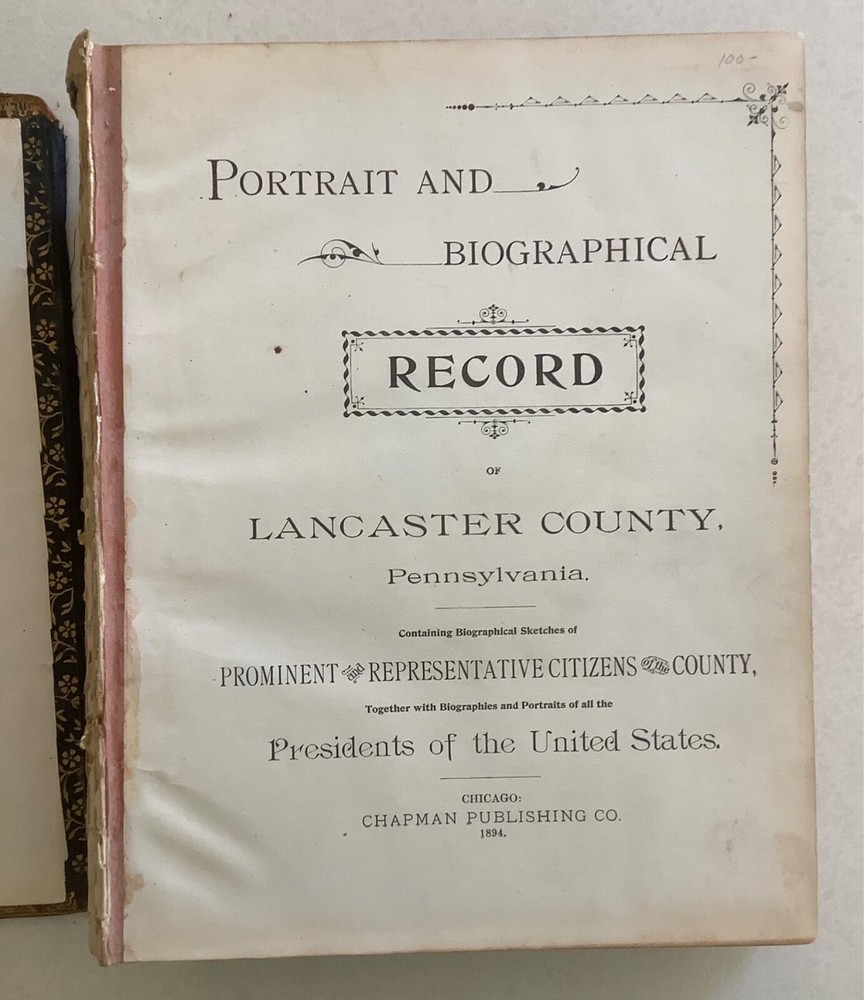 100-
PORTRAIT AND
BIOGRAPHICAL
RECORD
OF
LANCASTER COUNTY,
Pennsylvania.
Containing Biographical Sketches of
PROMINENT and REPRESENTATIVE CITIZENS of the COUNTY,
Together with Biographies and Portraits of all the
Presidents of the United States.
CHICAGO:
CHAPMAN PUBLISHING CO.
1894.